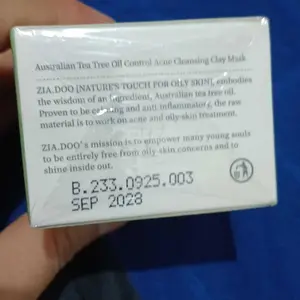 Australian Tea Tree Oil Control Acne Cleansing Clay Mask
ZIA.DOO [NATURE'S TOUCH FOR OILY SKIN], embodies
the wisdom of an ingredient, Australian tea tree oil.
Proven to be calming and anti inflammatory, the raw
material is to work on acne and oily-skin treatment.
ZIA.DOO's mission is to empower many young souls
to be entirely free from oily skin concerns and to
shine inside out.
B.233.0925.003
SEP 2028